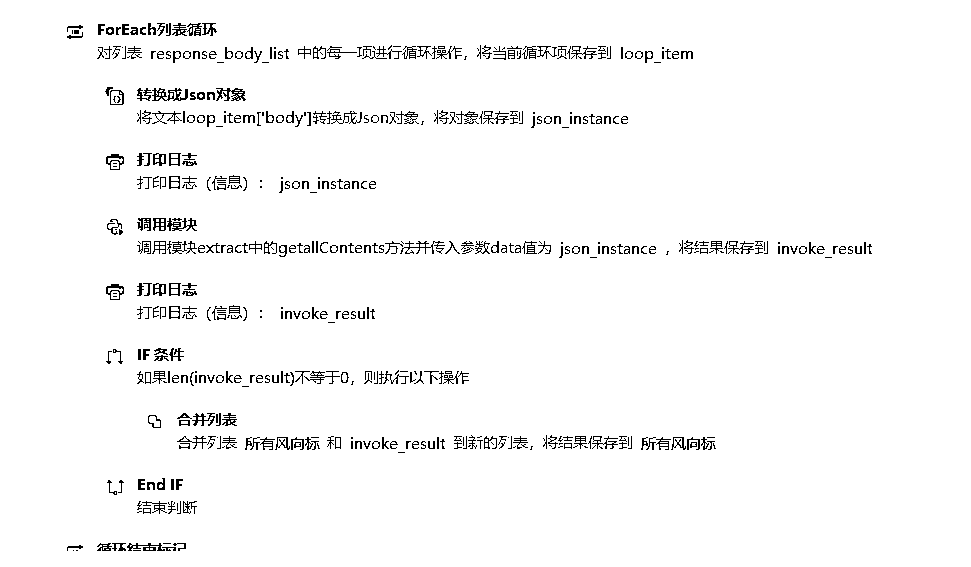 ForEach列表循环
对列表 response_body_list 中的每一项进行循环操作，将当前循环项保存到 loop_item
转换成Json对象
将文本loop_item['body']转换成Json对象，将对象保存到 json_instance
打印日志
打印日志（信息）： json_instance
调用模块
调用模块extract中的getallContents方法并传入参数data值为 json_instance ，将结果保存到 invoke_result
打印日志
打印日志（信息）： invoke_result
IF 条件
如果len(invoke_result)不等于0，则执行以下操作
合并列表
合并列表 所有风向标 和 invoke_result 到新的列表，将结果保存到 所有风向标
End IF
结束判断
循环结束标记